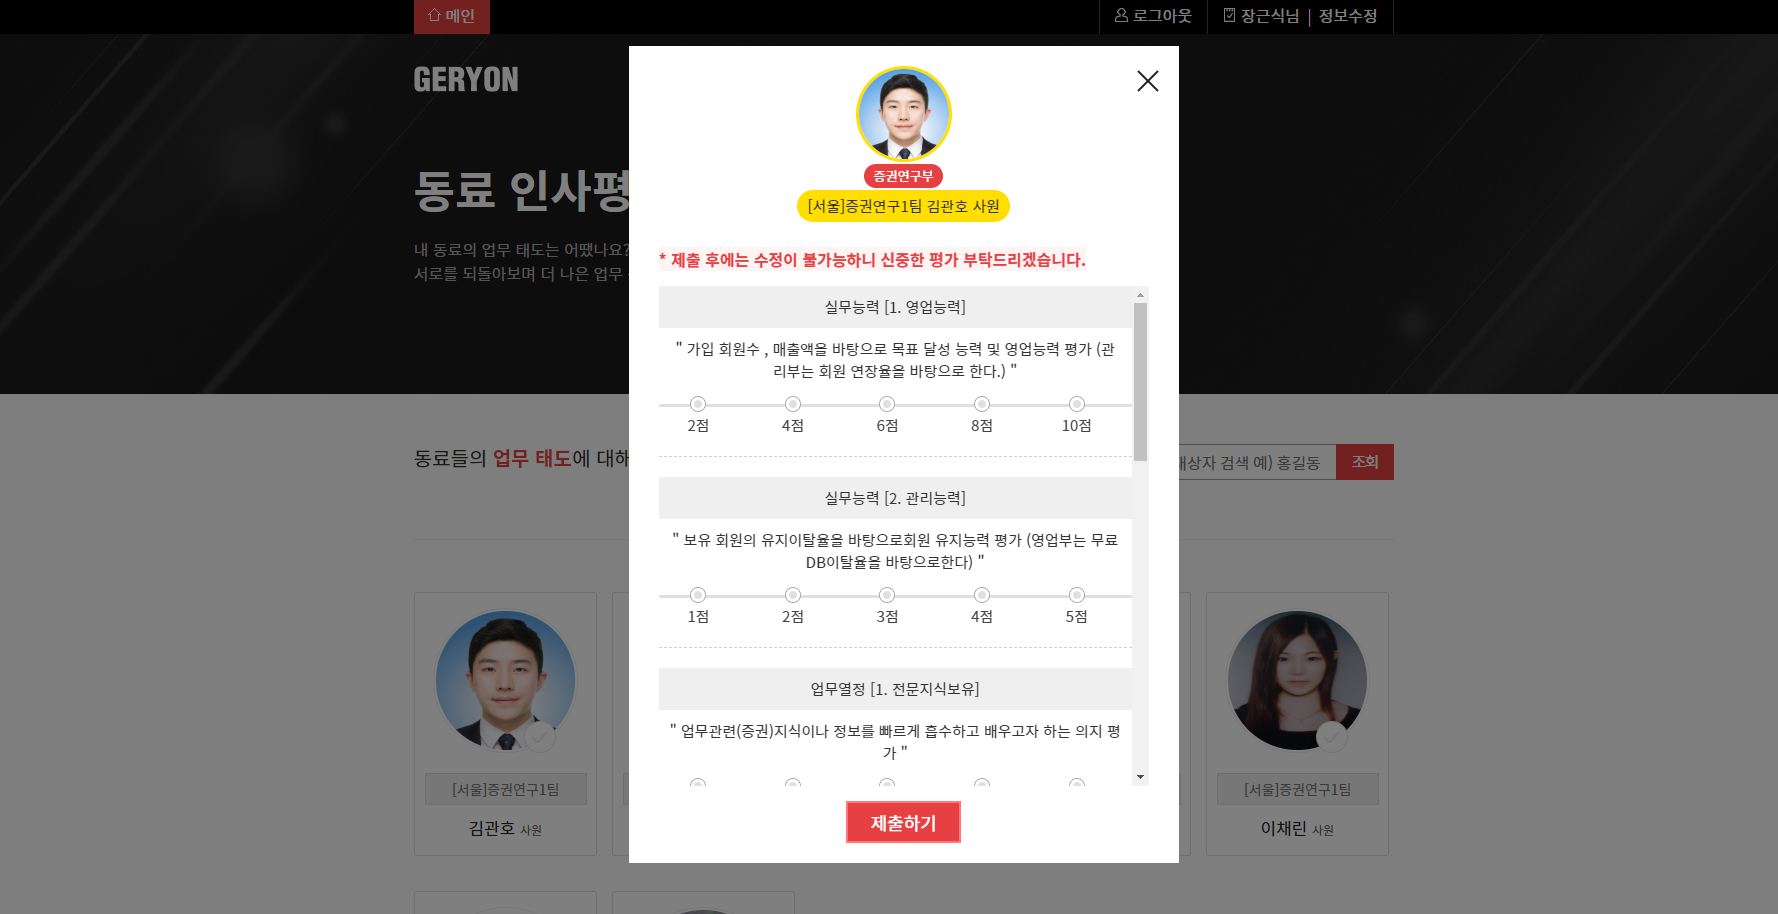 메인
로그아웃
장근식님 | 정보수정
GERYON
동료 인사평
내 동료의 업무 태도는 어땠나요?
서로를 되돌아보며 더 나은 업무
증권연구부
[서울]증권연구1팀 김관호 사원
* 제출 후에는 수정이 불가능하니 신중한 평가 부탁드리겠습니다.
실무능력 [1. 영업능력]
" 가입 회원수 , 매출액을 바탕으로 목표 달성 능력 및 영업능력 평가 (관
리부는 회원 연장율을 바탕으로 한다.) "
2점 4점 6점 8점 10점
실무능력 [2. 관리능력]
" 보유 회원의 유지이탈율을 바탕으로회원 유지능력 평가 (영업부는 무료
DB이탈율을 바탕으로한다) "
1점 2점 3점 4점 5점
업무열정 [1. 전문지식보유]
" 업무관련(증권)지식이나 정보를 빠르게 흡수하고 배우고자 하는 의지 평
가 "
제출하기
동료들의 업무 태도에 대해
대상자 검색 예) 홍길동
조회
[서울]증권연구1팀
김관호 사원
[서울]증권연구1팀
이채린 사원